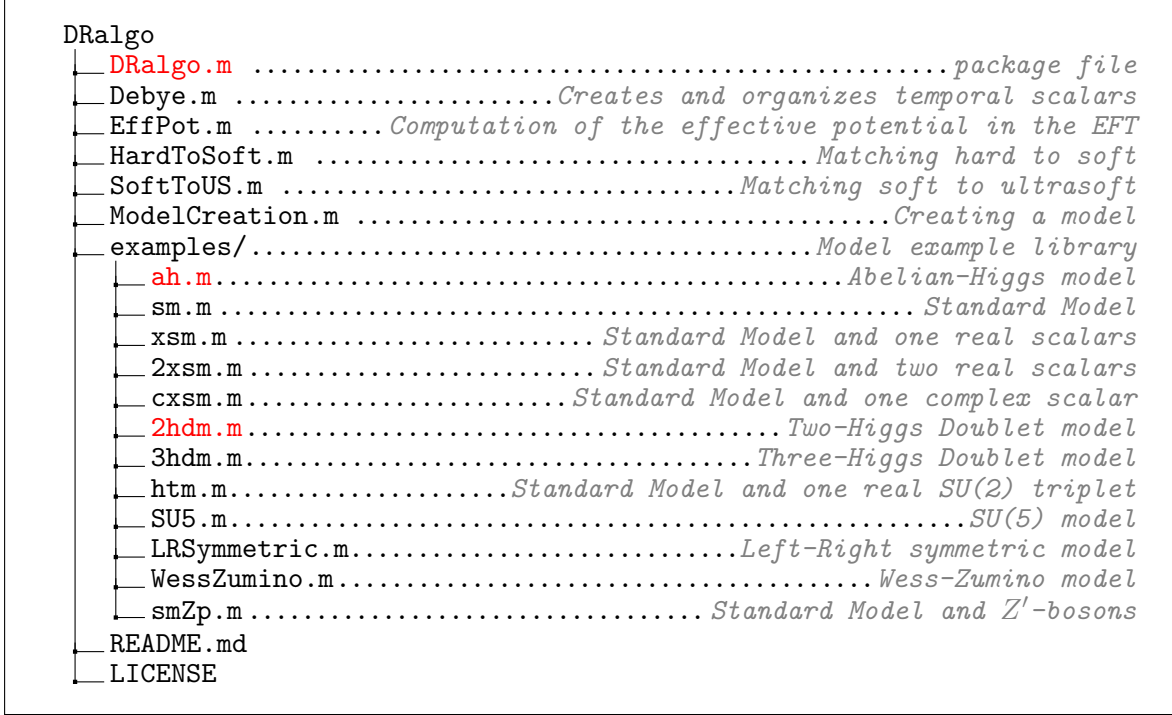 DRalgo
DRalgo.m ....................................................package file
Debye.m ........................Creates and organizes temporal scalars
EffPot.m ..........Computation of the effective potential in the EFT
HardToSoft.m .....................................Matching hard to soft
SoftToUS.m ..................................Matching soft to ultrasoft
ModelCreation.m ........................................Creating a model
examples/..........................................Model example library
ah.m...............................................Abelian-Higgs model
sm.m .................................................... Standard Model
xsm.m ........................... Standard Model and one real scalars
2xsm.m .......................... Standard Model and two real scalars
cxsm.m........................Standard Model and one complex scalar
2hdm.m........................................Two-Higgs Doublet model
3hdm.m......................................Three-Higgs Doublet model
htm.m.....................Standard Model and one real SU(2) triplet
SU5.m.......................................................SU(5) model
LRSymmetric.m.............................Left-Right symmetric model
WessZumino.m........................................Wess-Zumino model
smZp.m.................................. Standard Model and Z′-bosons
README.md
LICENSE